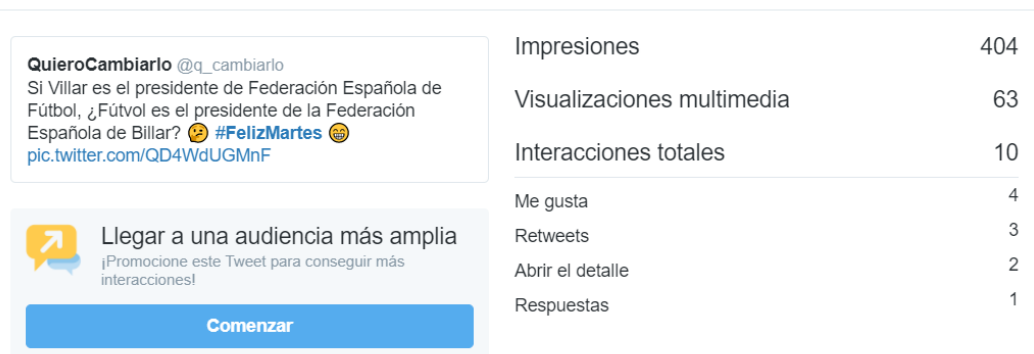 QuieroCambiarlo @q_cambiarlo
Si Villar es el presidente de Federación Española de
Fútbol, ¿Fútvol es el presidente de la Federación
Española de Billar? 🤔 #FelizMartes 😁
pic.twitter.com/QD4WdUGMnF
Llegar a una audiencia más amplia
¡Promocione este Tweet para conseguir más
interacciones!
Comenzar
Impresiones 404
Visualizaciones multimedia 63
Interacciones totales 10
Me gusta 4
Retweets 3
Abrir el detalle 2
Respuestas 1